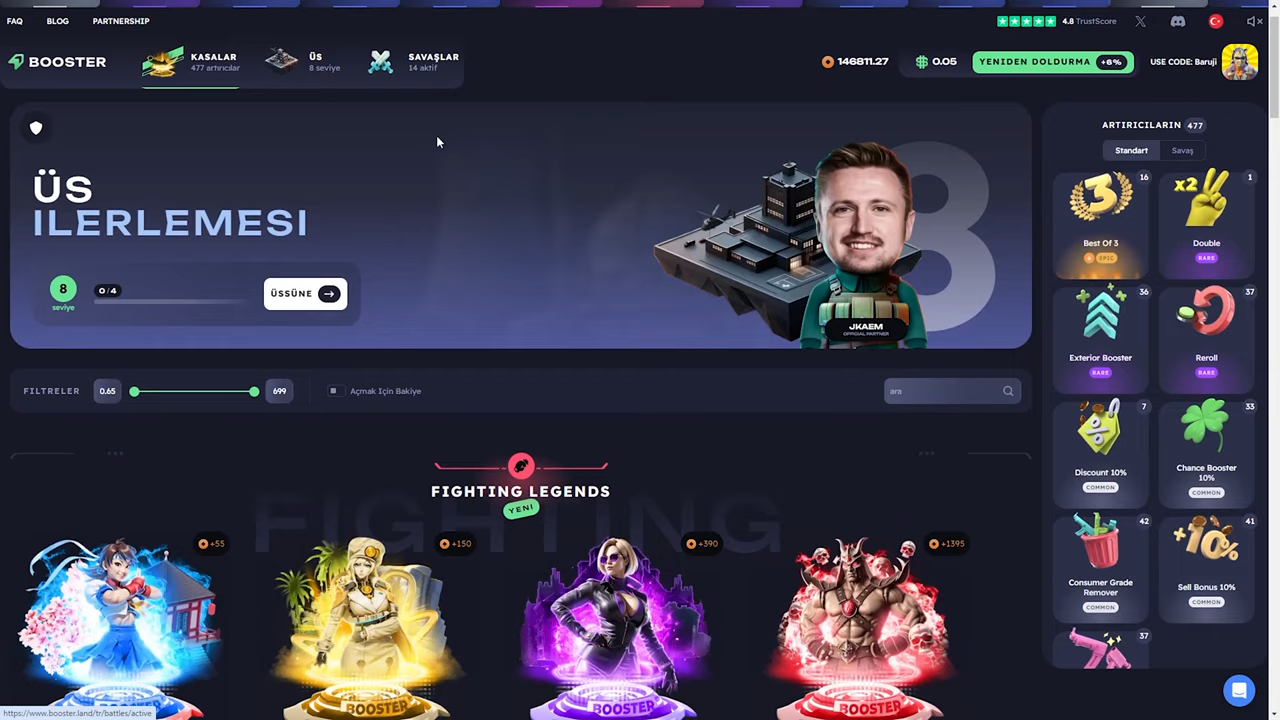 FAQ
BLOG
PARTNERSHIP
4.8 TrustScore
BOOSTER
KASALAR
477 artırıcılar
ÜS
8 seviye
SAVAŞLAR
14 aktif
146811.27
0.05
YENIDEN DOLDURMA +6%
USE CODE: Baruji
ÜS
ILERLEMESI
8
8
seviye
0/4
ÜSSÜNE
JKAEM
OFFICIAL PARTNER
ARTIRICILARIN 477
Standart
Savaş
16
3
Best Of 3
EPIC
1
x2
Double
RARE
36
Exterior Booster
RARE
37
Reroll
RARE
7
%
Discount 10%
COMMON
33
Chance Booster
10%
COMMON
42
Consumer Grade
Remover
COMMON
41
+10%
Sell Bonus 10%
COMMON
37
FILTRELER
0.65
699
Açmak Için Bakiye
ara
FIGHTING
FIGHTING LEGENDS
YENI
+55
+150
+390
+1395
BOOSTER
BOOSTER
BOOSTER
BOOSTER
https://www.booster.land/tr/battles/active